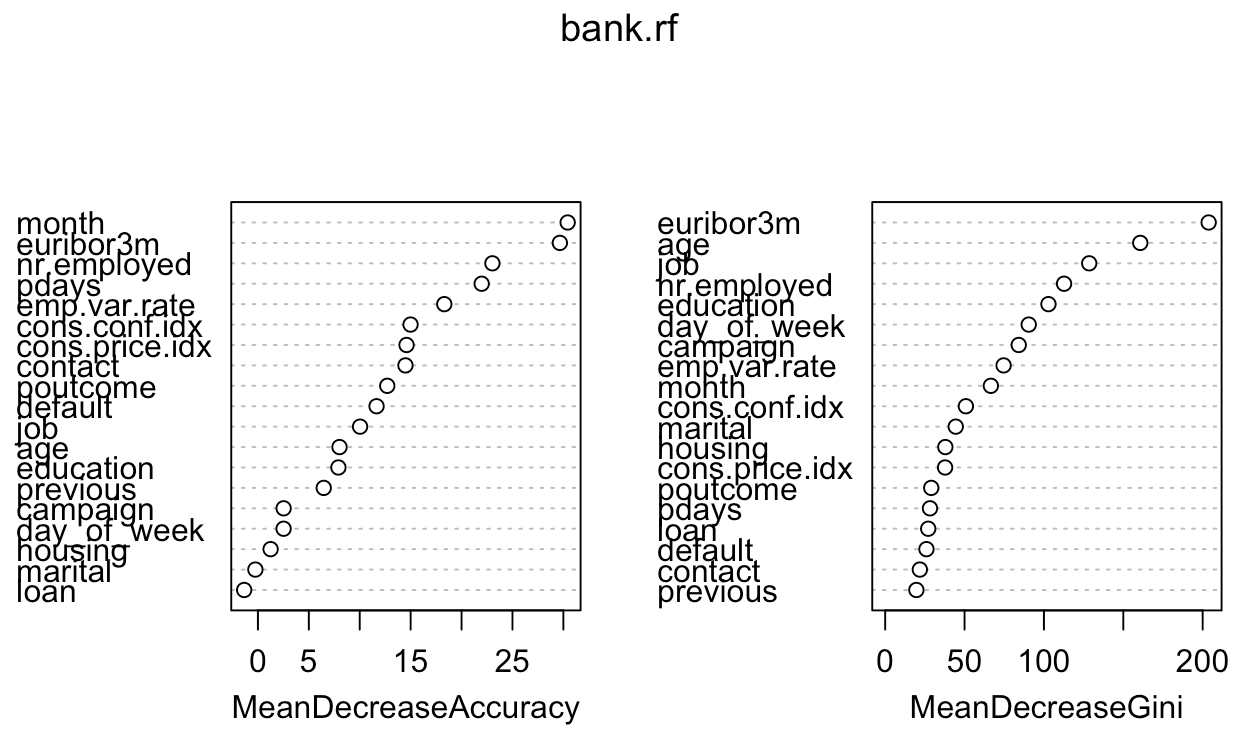 bank.rf
month
euribor3m
nr.employed
pdays
emp.var.rate
cons.conf.idx
cons.price.idx
contact
poutcome
default
job
age
education
previous
campaign
day_of_week
housing
marital
loan
0 5 15 25
MeanDecreaseAccuracy
euribor3m
age
job
nr.employed
education
day_of_week
campaign
emp.var.rate
month
cons.conf.idx
marital
housing
cons.price.idx
poutcome
pdays
loan
default
contact
previous
0 50 100 200
MeanDecreaseGini